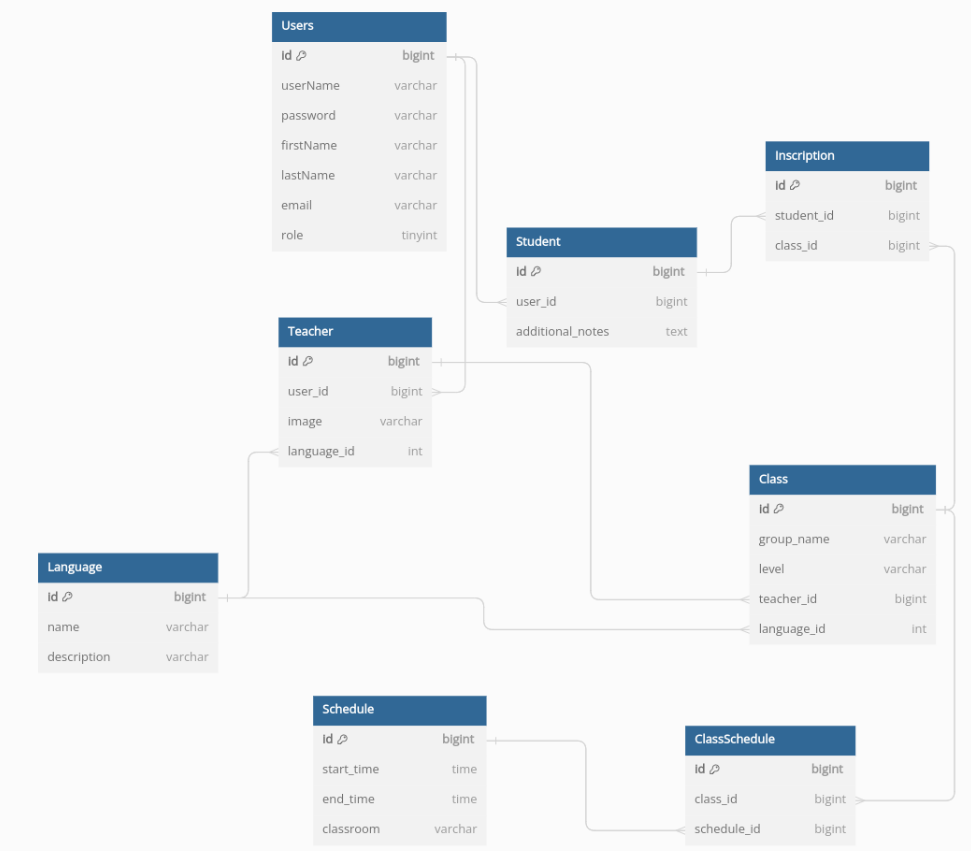 Users
id bigint
userName varchar
password varchar
firstName varchar
lastName varchar
email varchar
role tinyint
Inscription
id bigint
student_id bigint
class_id bigint
Student
id bigint
user_id bigint
additional_notes text
Teacher
id bigint
user_id bigint
image varchar
language_id int
Class
id bigint
group_name varchar
level varchar
teacher_id bigint
language_id int
Language
id bigint
name varchar
description varchar
Schedule
id bigint
start_time time
end_time time
classroom varchar
ClassSchedule
id bigint
class_id bigint
schedule_id bigint